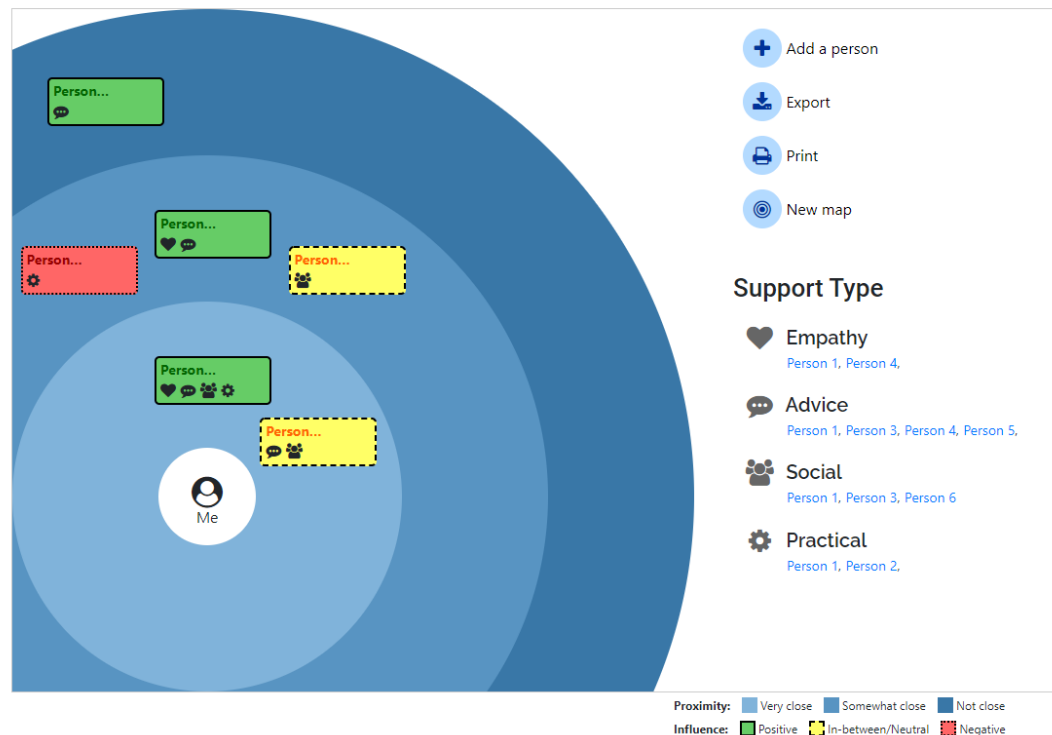 Person...
Person...
Person...
Person...
Person...
Person...
Me
Add a person
Export
Print
New map
Support Type
Empathy
Person 1, Person 4,
Advice
Person 1, Person 3, Person 4, Person 5,
Social
Person 1, Person 3, Person 6
Practical
Person 1, Person 2,
Proximity: Very close Somewhat close Not close
Influence: Positive In-between/Neutral Negative